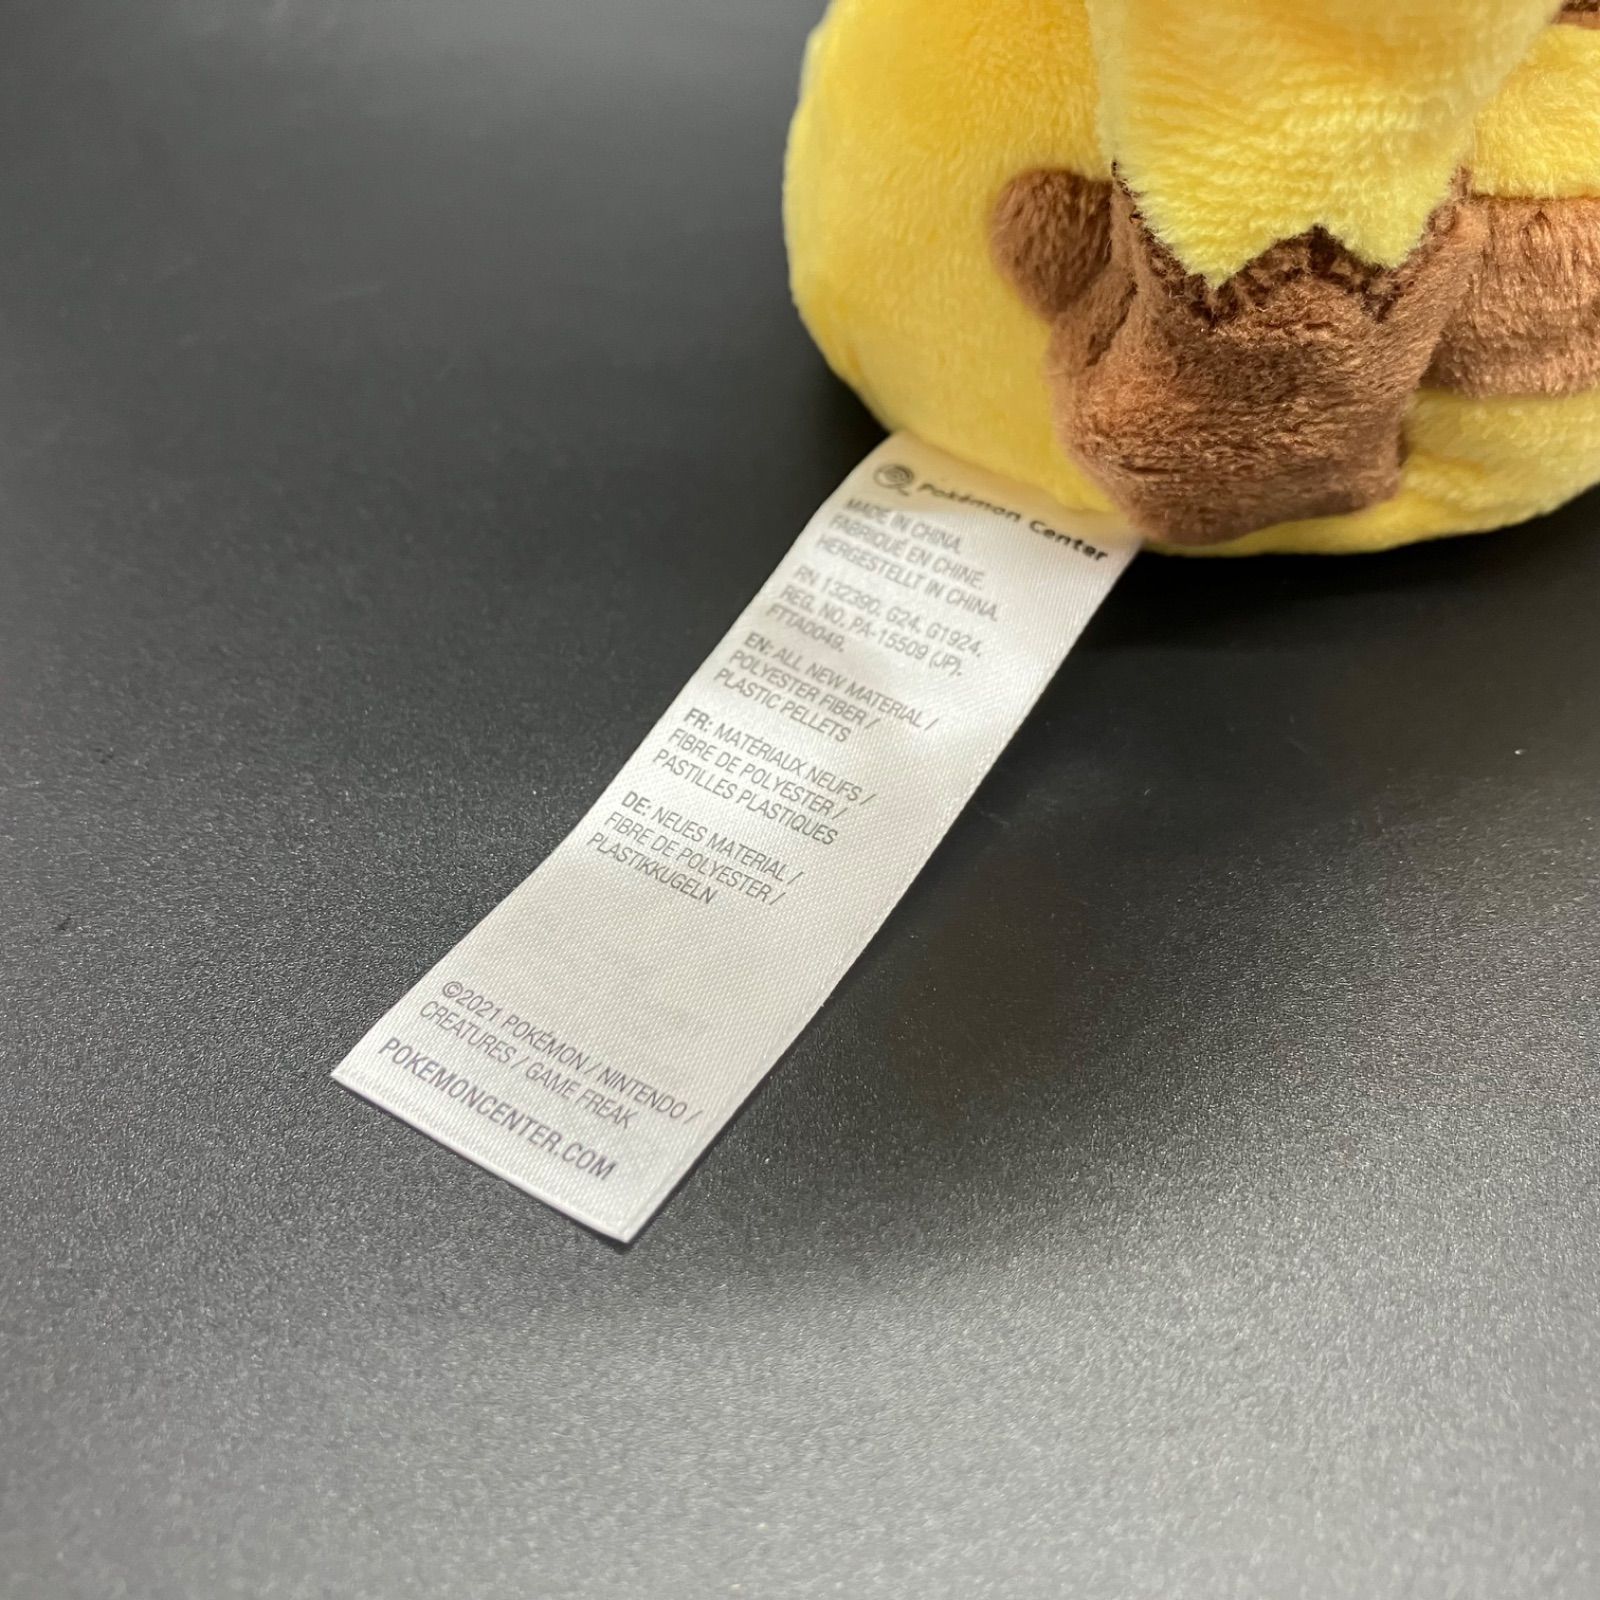 Pokémon Center
MADE IN CHINA.
FABRIQUÉ EN CHINE.
HERGESTELLT IN CHINA.
RN 132390. G24. G1924.
REG. NO. PA-15509 (JP).
FTTA0049.
EN: ALL NEW MATERIAL /
POLYESTER FIBER /
PLASTIC PELLETS
FR: MATÉRIAUX NEUFS /
FIBRE DE POLYESTER /
PASTILLES PLASTIQUES
DE: NEUES MATERIAL /
FIBRE DE POLYESTER /
PLASTIKKUGELN
©2021 POKÉMON / NINTENDO /
CREATURES / GAME FREAK
POKEMONCENTER.COM